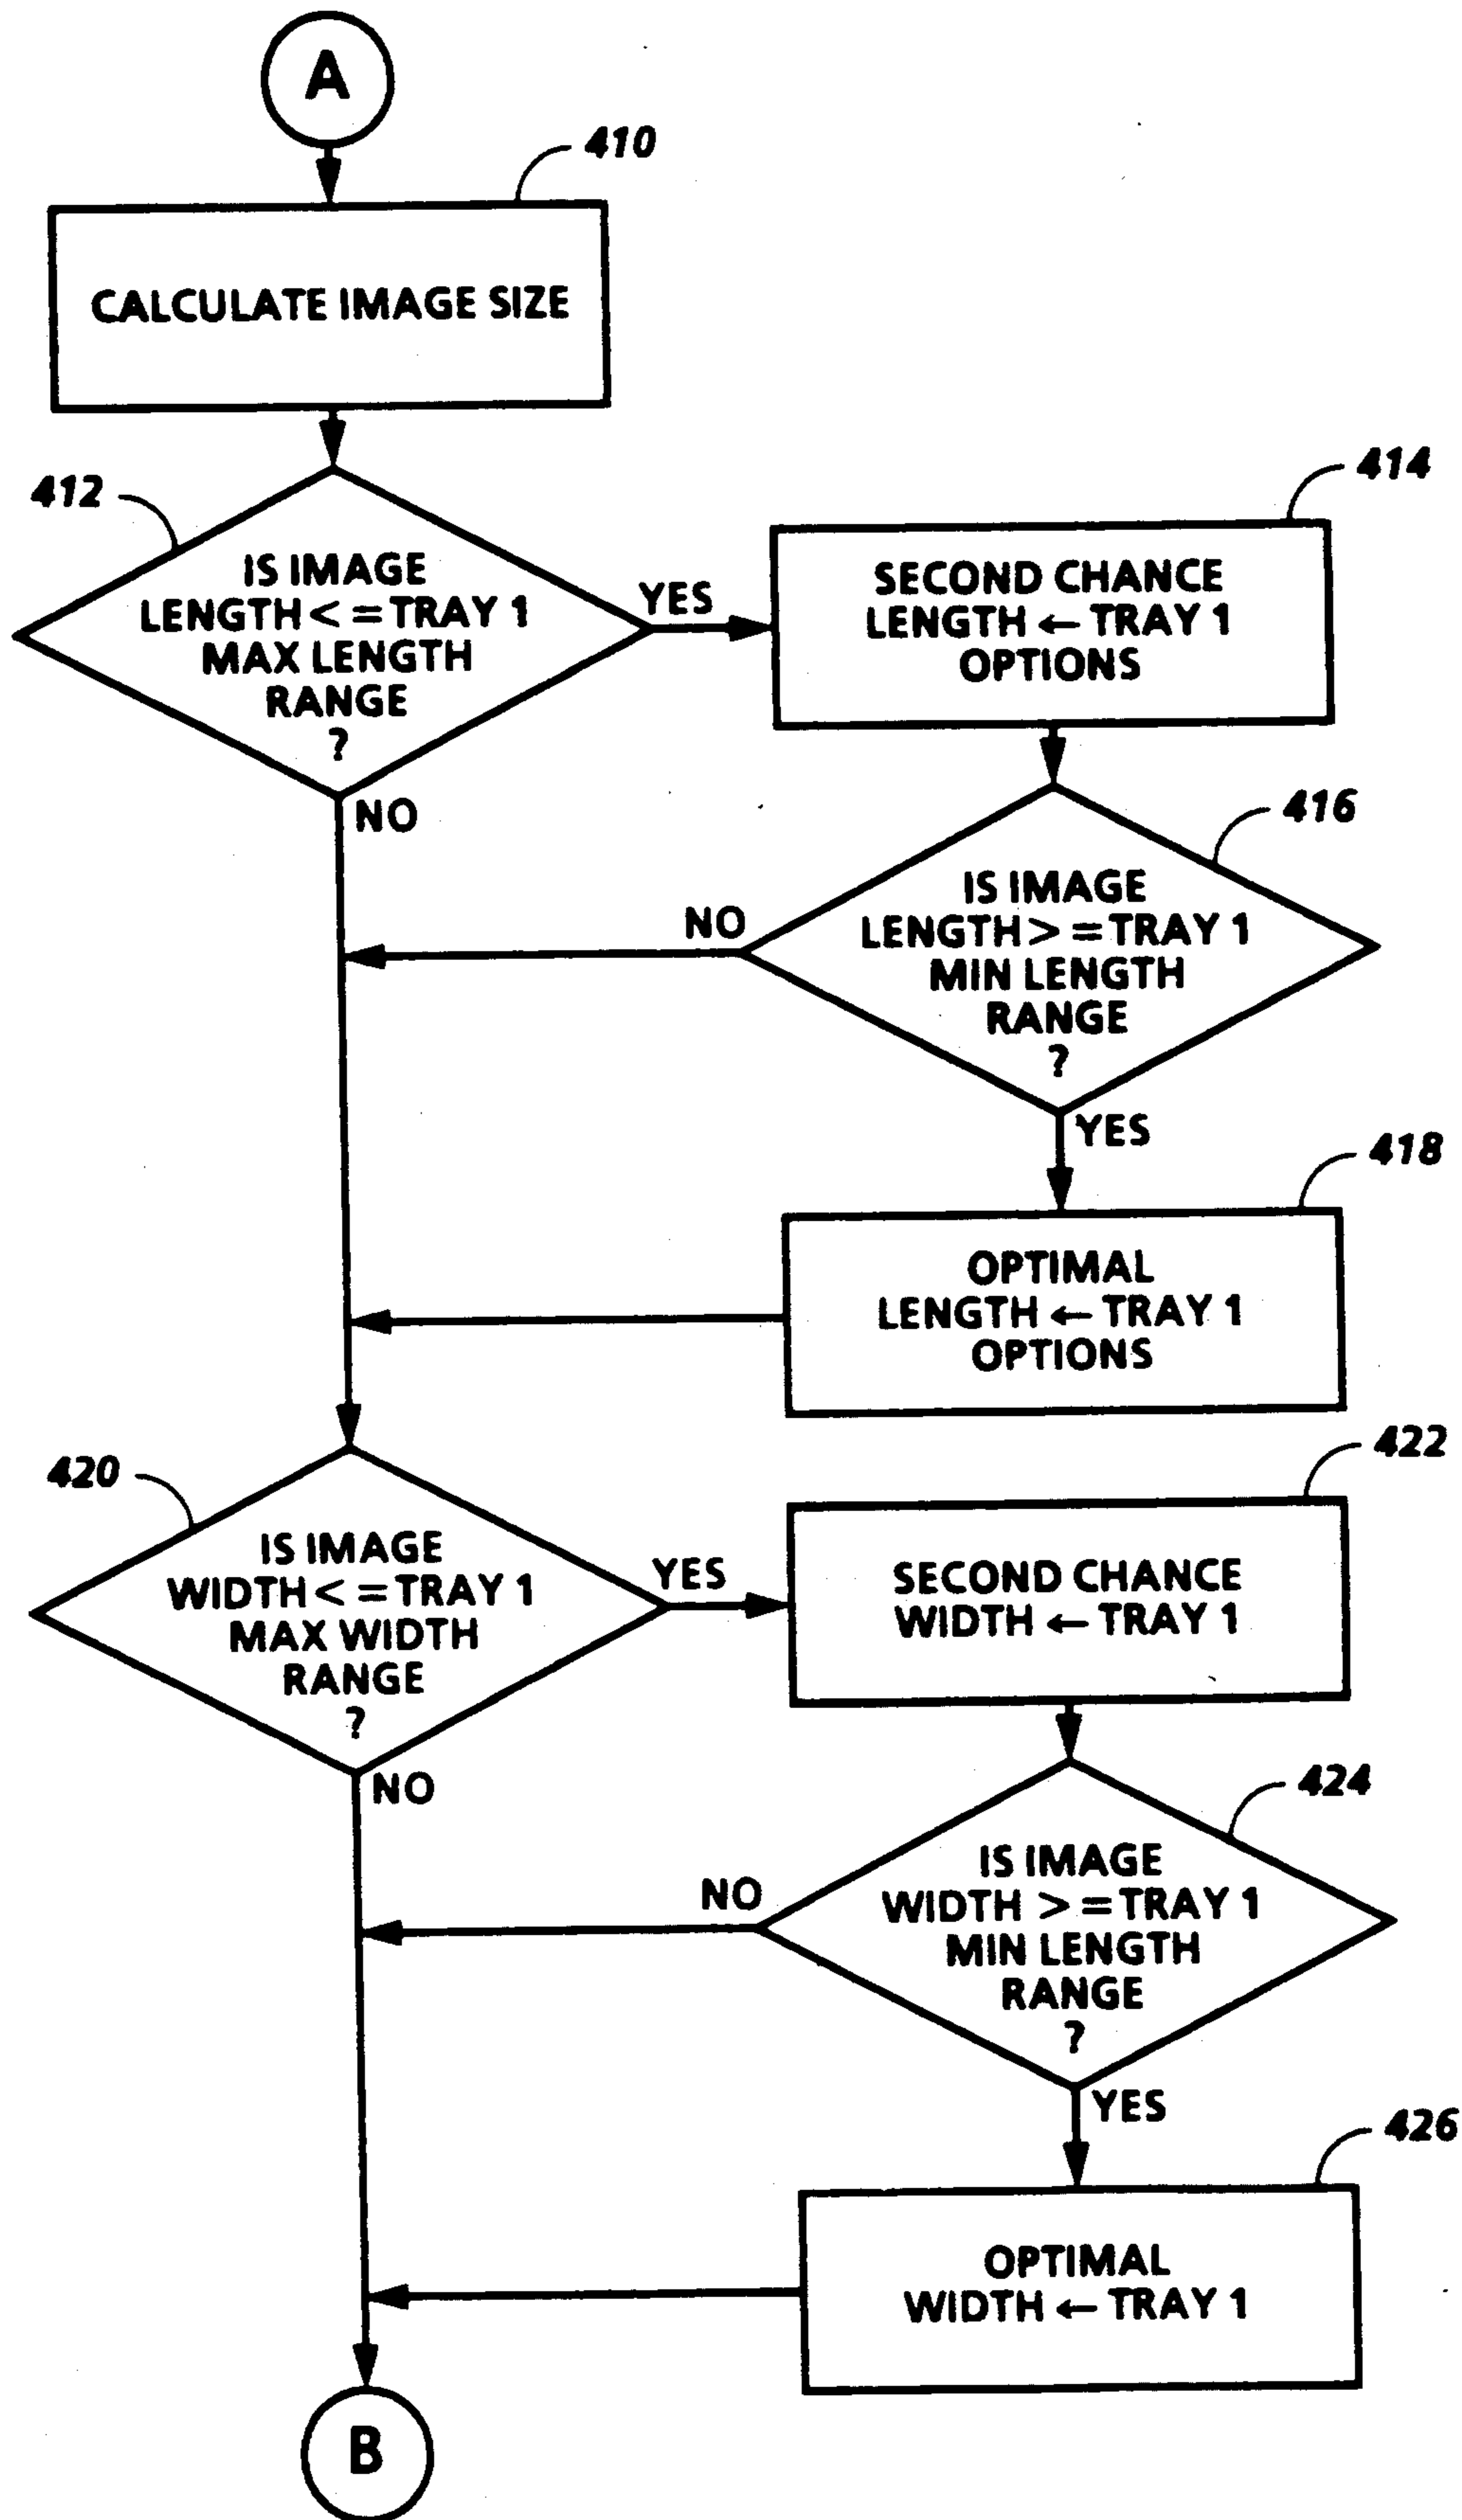 A
410
CALCULATE IMAGE SIZE
412
IS IMAGE
LENGTH < = TRAY 1
MAX LENGTH
RANGE
?
YES
NO
414
SECOND CHANCE
LENGTH ← TRAY 1
OPTIONS
416
IS IMAGE
LENGTH > = TRAY 1
MIN LENGTH
RANGE
?
NO
YES
418
OPTIMAL
LENGTH ← TRAY 1
OPTIONS
420
IS IMAGE
WIDTH < = TRAY 1
MAX WIDTH
RANGE
?
YES
NO
422
SECOND CHANCE
WIDTH ← TRAY 1
424
IS IMAGE
WIDTH > = TRAY 1
MIN LENGTH
RANGE
?
NO
YES
426
OPTIMAL
WIDTH ← TRAY 1
B